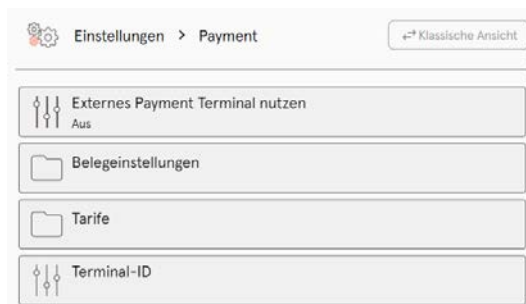 Einstellungen > Payment
Klassische Ansicht
Externes Payment Terminal nutzen
Aus
Belegeinstellungen
Tarife
Terminal-ID